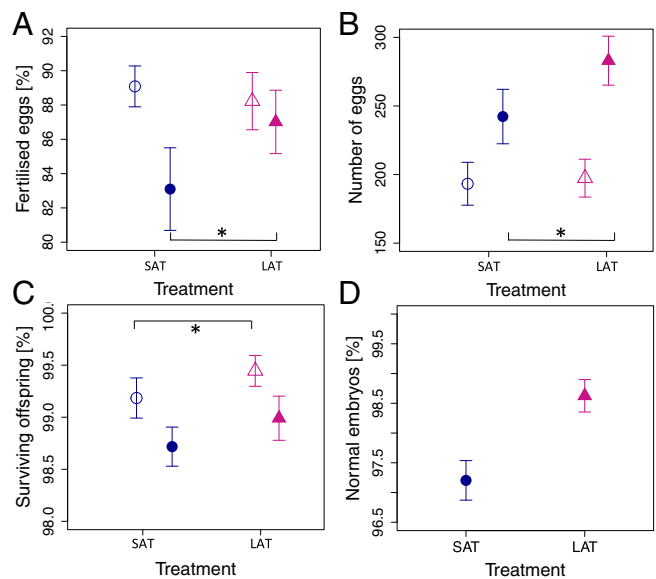 A
Fertilised eggs [%]
92
90
88
86
84
82
80
*
SAT
LAT
Treatment
B
Number of eggs
300
250
200
150
*
SAT
LAT
Treatment
C
Surviving offspring [%]
100.
99.5
99.0
98.5
98.0
*
SAT
LAT
Treatment
D
Normal embryos [%]
99.5
98.5
97.5
96.5
SAT
LAT
Treatment